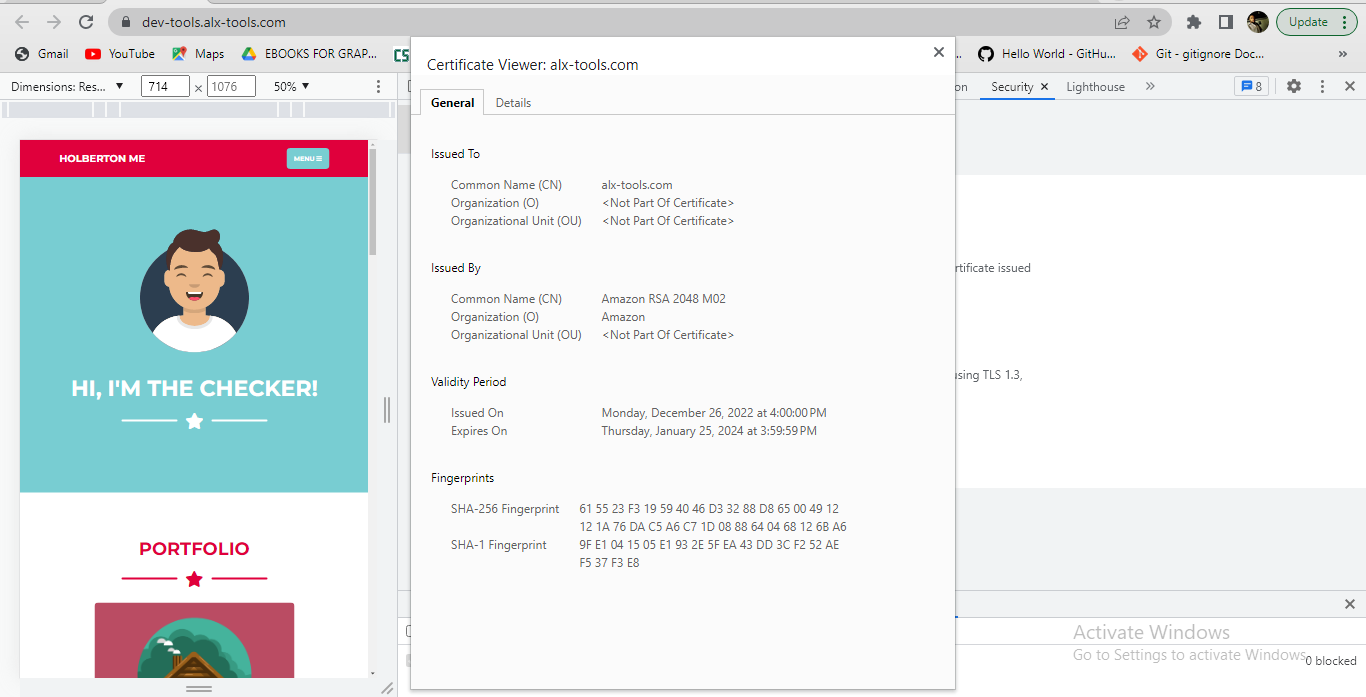 dev-tools.alx-tools.com
Update
Gmail
YouTube
Maps
EBOOKS FOR GRAP...
CS
...
Hello World - GitHu...
Git - gitignore Doc...
»
Dimensions: Res... ▼
714
×
1076
50% ▼
on
Security ×
Lighthouse
»
8
HOLBERTON ME
MENU ☰
HI, I'M THE CHECKER!
PORTFOLIO
Certificate Viewer: alx-tools.com
General
Details
Issued To
Common Name (CN) alx-tools.com
Organization (O) <Not Part Of Certificate>
Organizational Unit (OU) <Not Part Of Certificate>
Issued By
Common Name (CN) Amazon RSA 2048 M02
Organization (O) Amazon
Organizational Unit (OU) <Not Part Of Certificate>
Validity Period
Issued On Monday, December 26, 2022 at 4:00:00 PM
Expires On Thursday, January 25, 2024 at 3:59:59 PM
Fingerprints
SHA-256 Fingerprint 61 55 23 F3 19 59 40 46 D3 32 88 D8 65 00 49 12
12 1A 76 DA C5 A6 C7 1D 08 88 64 04 68 12 6B A6
SHA-1 Fingerprint 9F E1 04 15 05 E1 93 2E 5F EA 43 DD 3C F2 52 AE
F5 37 F3 E8
rtificate issued
using TLS 1.3,
Activate Windows
Go to Settings to activate Windows.
0 blocked